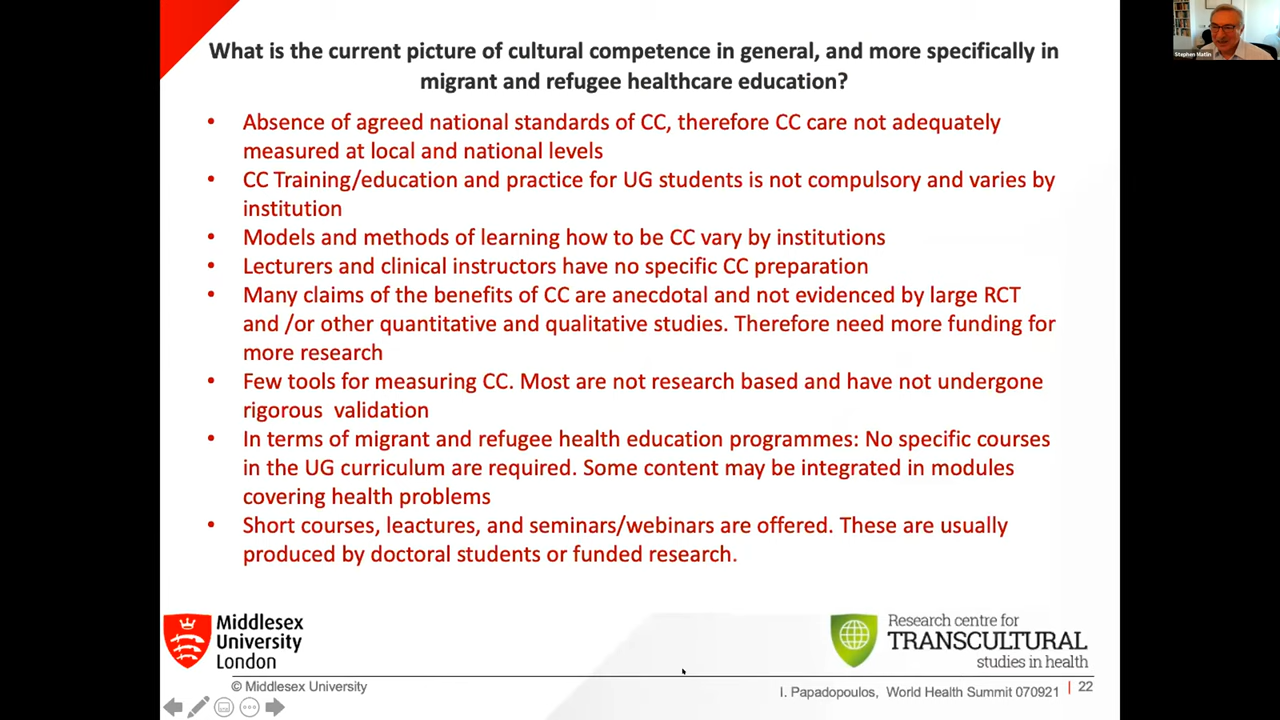 What is the current picture of cultural competence in general, and more specifically in
migrant and refugee healthcare education?
• Absence of agreed national standards of CC, therefore CC care not adequately
measured at local and national levels
• CC Training/education and practice for UG students is not compulsory and varies by
institution
• Models and methods of learning how to be CC vary by institutions
• Lecturers and clinical instructors have no specific CC preparation
• Many claims of the benefits of CC are anecdotal and not evidenced by large RCT
and /or other quantitative and qualitative studies. Therefore need more funding for
more research
• Few tools for measuring CC. Most are not research based and have not undergone
rigorous  validation
• In terms of migrant and refugee health education programmes: No specific courses
in the UG curriculum are required. Some content may be integrated in modules
covering health problems
• Short courses, leactures, and seminars/webinars are offered. These are usually
produced by doctoral students or funded research.
Middlesex
University
London
Research centre for
TRANSCULTURAL
studies in health
© Middlesex University
I. Papadopoulos,  World Health Summit 070921 | 22
Stephen Matlin